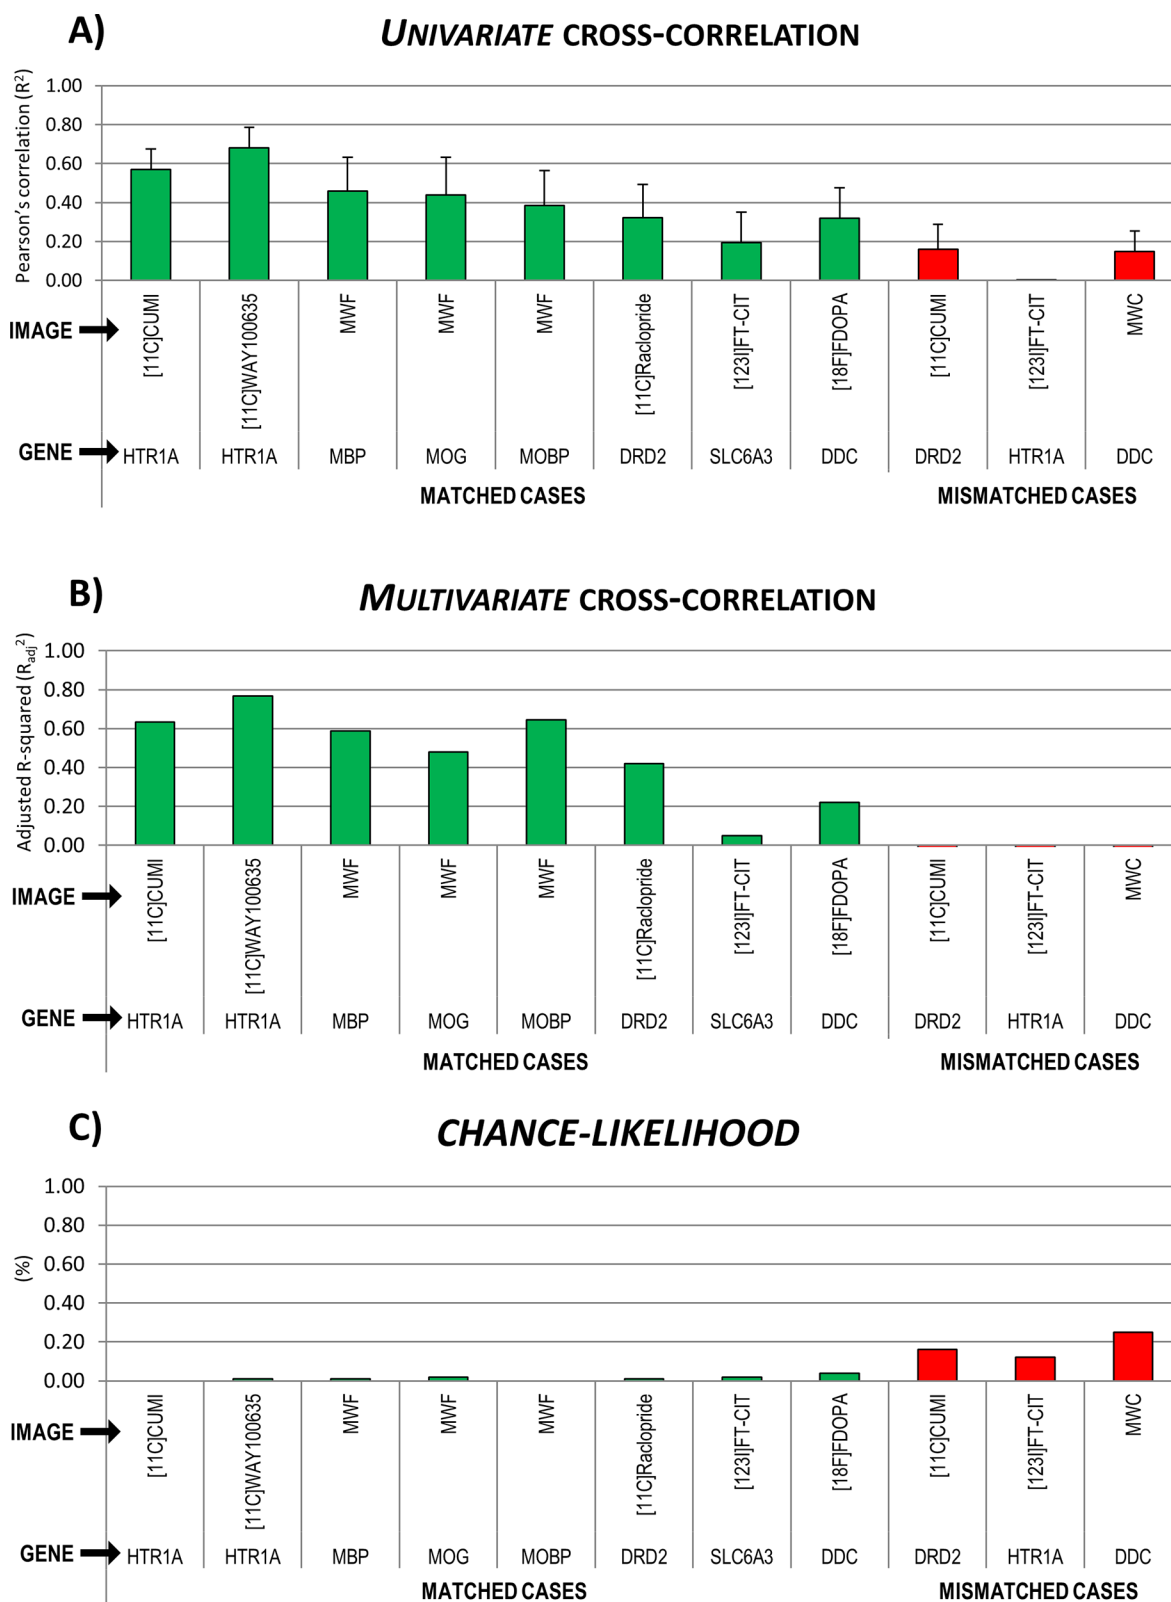 A)
UNIVARIATE CROSS-CORRELATION
Pearson's correlation (R²)
1.00
0.80
0.60
0.40
0.20
0.00
IMAGE
[11C]CUMI
[11C]WAY100635
MWF
MWF
MWF
[11C]Raclopride
[123I]FT-CIT
[18F]FDOPA
[11C]CUMI
[123I]FT-CIT
MWC
GENE
HTR1A HTR1A MBP MOG MOBP DRD2 SLC6A3 DDC DRD2 HTR1A DDC
MATCHED CASES MISMATCHED CASES
B)
MULTIVARIATE CROSS-CORRELATION
Adjusted R-squared (Radj²)
1.00
0.80
0.60
0.40
0.20
0.00
IMAGE
[11C]CUMI
[11C]WAY100635
MWF
MWF
MWF
[11C]Raclopride
[123I]FT-CIT
[18F]FDOPA
[11C]CUMI
[123I]FT-CIT
MWC
GENE
HTR1A HTR1A MBP MOG MOBP DRD2 SLC6A3 DDC DRD2 HTR1A DDC
MATCHED CASES MISMATCHED CASES
C)
CHANCE-LIKELIHOOD
(%)
1.00
0.80
0.60
0.40
0.20
0.00
IMAGE
[11C]CUMI
[11C]WAY100635
MWF
MWF
MWF
[11C]Raclopride
[123I]FT-CIT
[18F]FDOPA
[11C]CUMI
[123I]FT-CIT
MWC
GENE
HTR1A HTR1A MBP MOG MOBP DRD2 SLC6A3 DDC DRD2 HTR1A DDC
MATCHED CASES MISMATCHED CASES